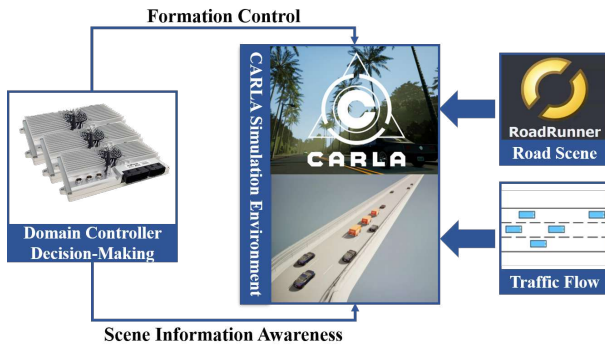 Formation Control
CARLA Simulation Environment
CARLA
RoadRunner
Road Scene
Domain Controller
Decision-Making
Traffic Flow
Scene Information Awareness